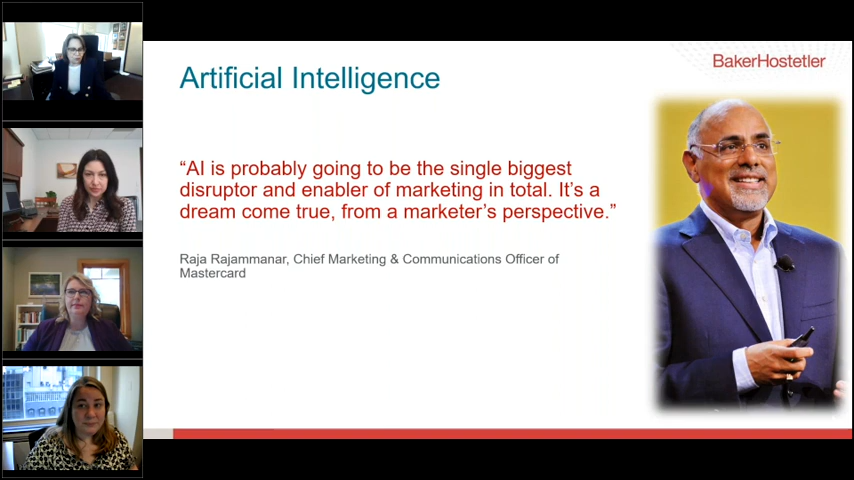 BakerHostetler
Artificial Intelligence
“AI is probably going to be the single biggest
disruptor and enabler of marketing in total. It’s a
dream come true, from a marketer’s perspective.”
Raja Rajammanar, Chief Marketing & Communications Officer of
Mastercard